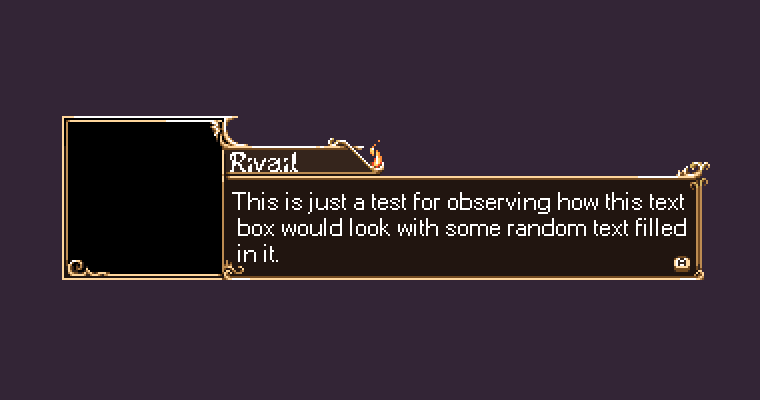 Rivail
This is just a test for observing how this text
box would look with some random text filled
in it.